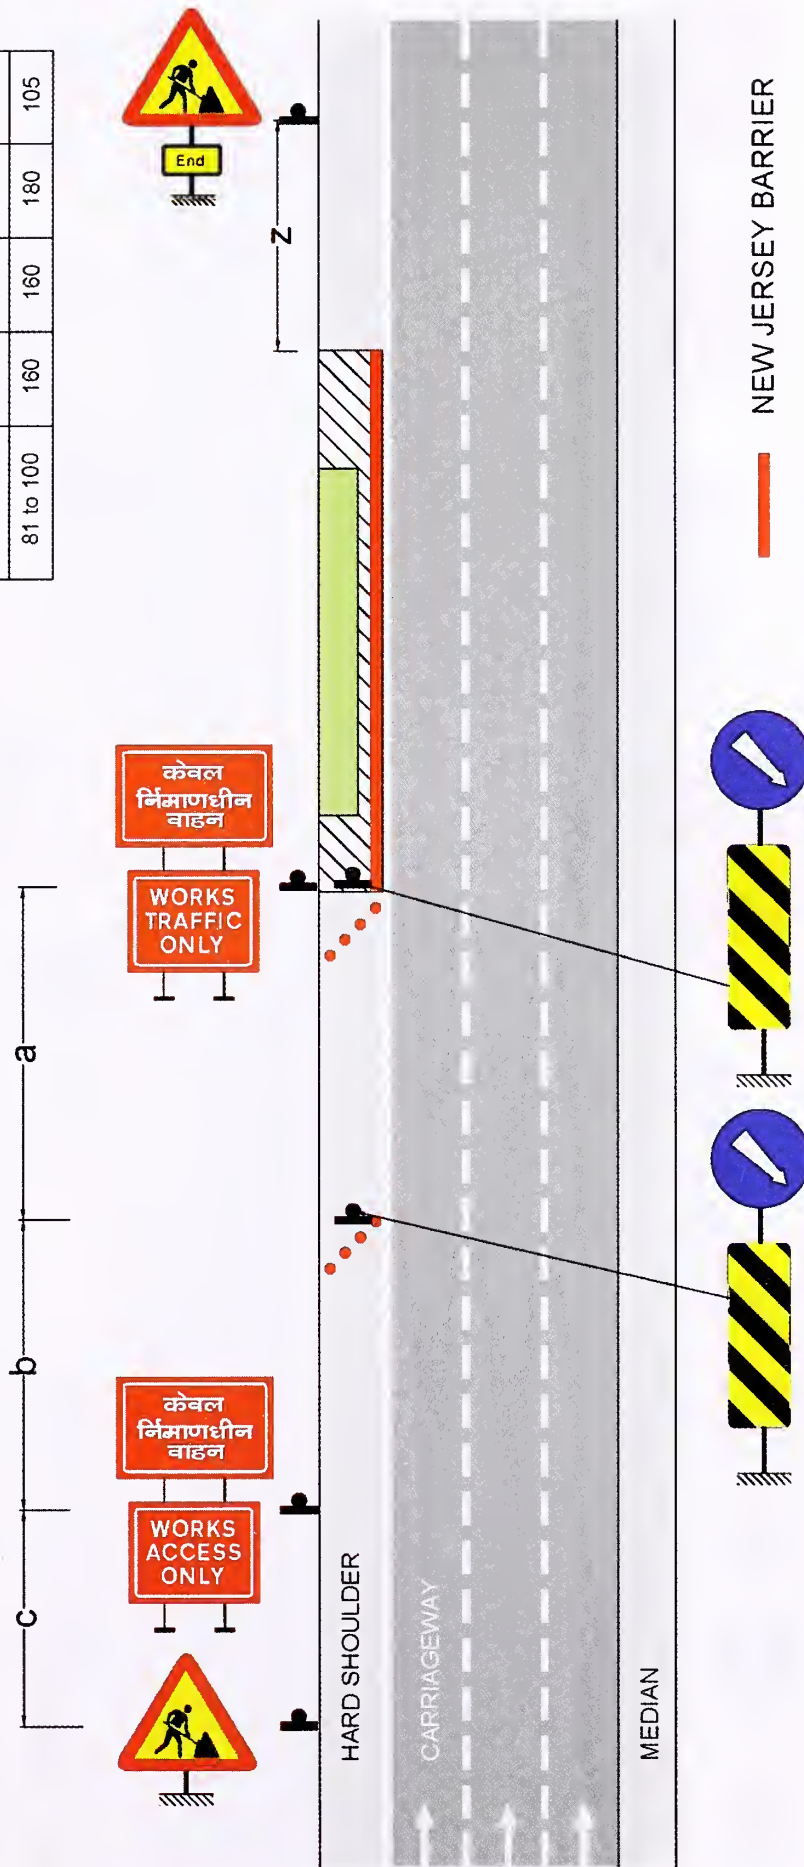 81 to 100 160 160 180 105
End
Z
केवल
र्निमाणधीन
वाहन
WORKS
TRAFFIC
ONLY
a
b
केवल
र्निमाणधीन
वाहन
WORKS
ACCESS
ONLY
c
HARD SHOULDER
CARRIAGEWAY
MEDIAN
NEW JERSEY BARRIER